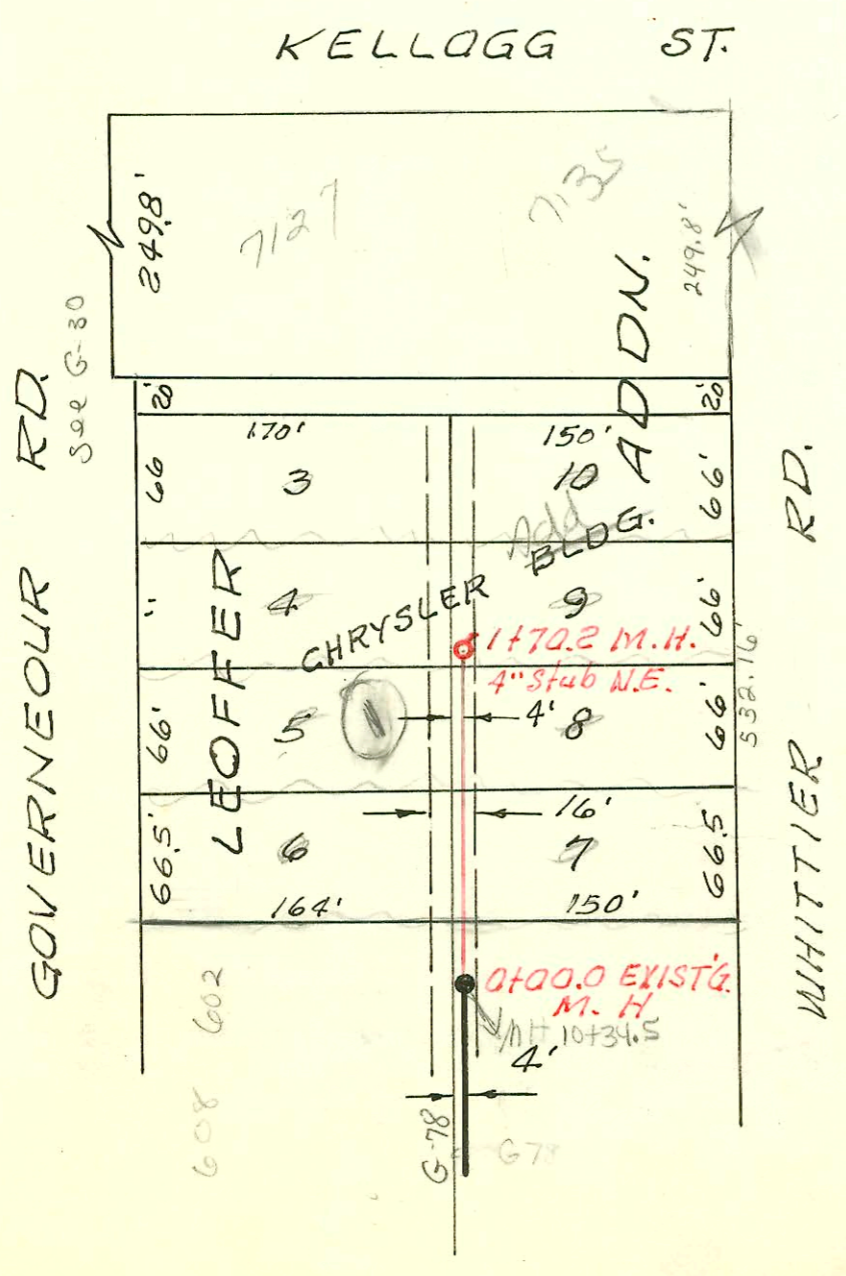 KELLOGG ST.
249.8'
7127
7135
249.8'
GOVERNEOUR RD.
See G-30
20'
20'
170'
150'
66
3
10
66'
LEOFFER ADDN.
CHRYSLER BLDG.
Add
"
4
9
66'
1+70.2 M.H.
4" Stub N.E.
66'
5
1
4'
8
66'
532.16'
WHITTIER RD.
16'
66.5'
6
7
66.5
164'
150'
0+00.0 EXIST'G.
M. H
MH 10+34.5
4'
602
608
G-78
G78